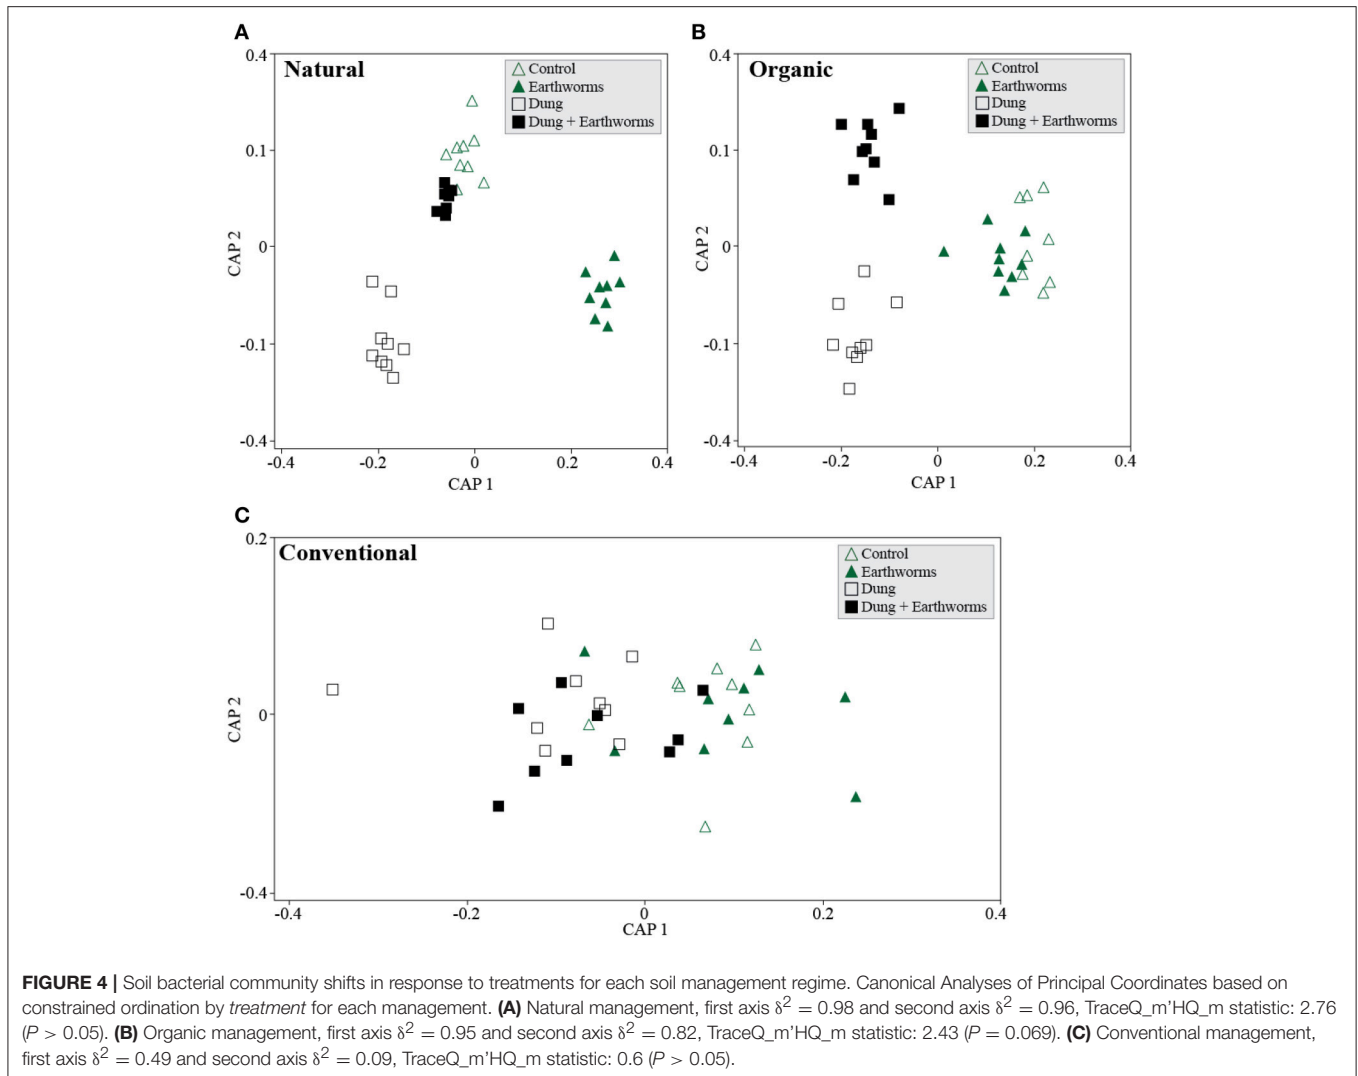 A
Natural
Control
Earthworms
Dung
Dung + Earthworms
0.4
0.1
0
-0.1
-0.4
CAP 2
-0.4
-0.2
0
0.2
0.4
CAP 1
B
Organic
Control
Earthworms
Dung
Dung + Earthworms
0.4
0.1
0
-0.1
-0.4
CAP 2
-0.4
-0.2
0
0.2
0.4
CAP 1
C
Conventional
Control
Earthworms
Dung
Dung + Earthworms
0.2
0
-0.4
CAP 2
-0.4
-0.2
0
0.2
0.4
CAP 1
FIGURE 4 | Soil bacterial community shifts in response to treatments for each soil management regime. Canonical Analyses of Principal Coordinates based on
constrained ordination by treatment for each management. (A) Natural management, first axis δ² = 0.98 and second axis δ² = 0.96, TraceQ_m'HQ_m statistic: 2.76
(P > 0.05). (B) Organic management, first axis δ² = 0.95 and second axis δ² = 0.82, TraceQ_m'HQ_m statistic: 2.43 (P = 0.069). (C) Conventional management,
first axis δ² = 0.49 and second axis δ² = 0.09, TraceQ_m'HQ_m statistic: 0.6 (P > 0.05).